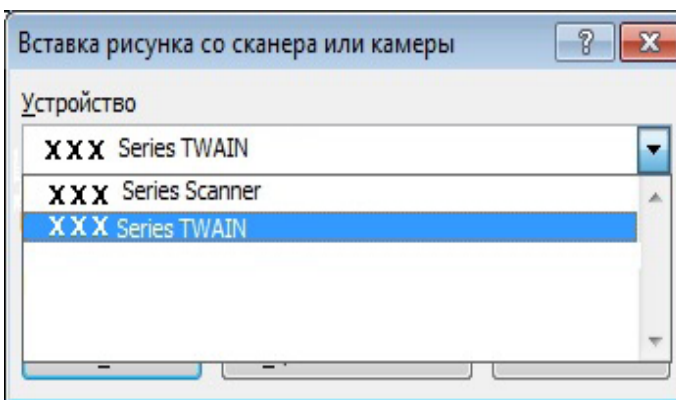 Вставка рисунка со сканера или камеры
Устройство
XXX Series TWAIN
XXX Series Scanner
XXX Series TWAIN